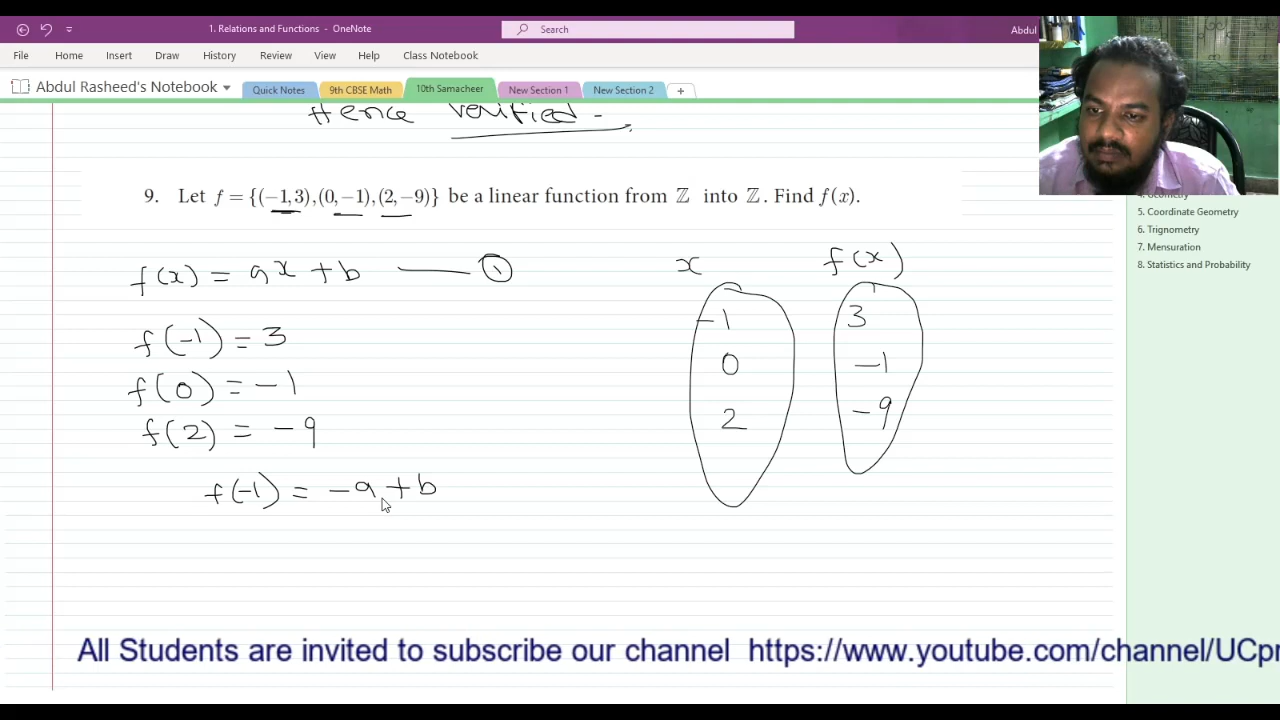 1. Relations and Functions - OneNote
Search
Abdul
File Home Insert Draw History Review View Help Class Notebook
Abdul Rasheed's Notebook Quick Notes 9th CBSE Math 10th Samacheer New Section 1 New Section 2 +
Hence verified.
9. Let f = {(−1,3),(0,−1),(2,−9)} be a linear function from ℤ into ℤ. Find f(x).
f(x) = ax + b —— ①
f(-1) = 3
f(0) = -1
f(2) = -9
f(-1) = -a + b
x f(x)
-1 3
0 -1
2 -9
5. Coordinate Geometry
6. Trignometry
7. Mensuration
8. Statistics and Probability
All Students are invited to subscribe our channel https://www.youtube.com/channel/UCpr